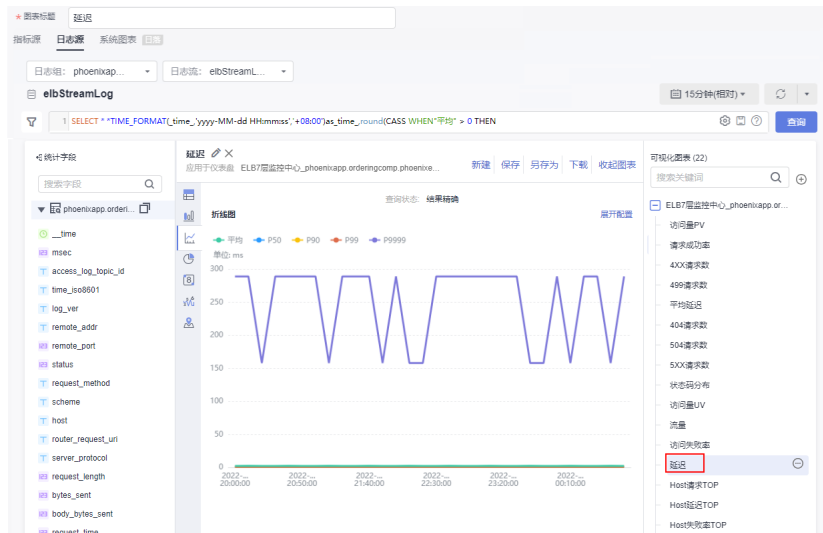 * 图表标题 延迟
指标源 日志源 系统图表 日志
日志组: phoenixap... 日志流: elbStreamL...
elbStreamLog 15分钟(相对)
1 SELECT * *TIME_FORMAT(_time_,'yyyy-MM-dd HH:mm:ss','+08:00')as_time_,round(CASS WHEN"平均" > 0 THEN 查询
统计字段
搜索字段
phoenixapp.orderi...
__time
msec
access_log_topic_id
time_iso8601
log_ver
remote_addr
remote_port
status
request_method
scheme
host
router_request_uri
server_protocol
request_length
bytes_sent
body_bytes_sent
request_time
延迟
应用于仪表盘 ELB7层监控中心_phoenixapp.orderingcomp.phoenixe...
新建 保存 另存为 下载 收起图表
查询状态: 结果精确
折线图 展开配置
平均 P50 P90 P99 P9999
单位: ms
300
250
200
150
100
50
0
2022-... 2022-... 2022-... 2022-... 2022-... 2022-...
20:00:00 20:50:00 21:40:00 22:30:00 23:20:00 00:10:00
可视化图表 (22)
搜索关键词
ELB7层监控中心_phoenixapp.or...
访问量PV
请求成功率
4XX请求数
499请求数
平均延迟
404请求数
504请求数
5XX请求数
状态码分布
访问量UV
流量
访问失败率
延迟
Host请求TOP
Host延迟TOP
Host失败率TOP